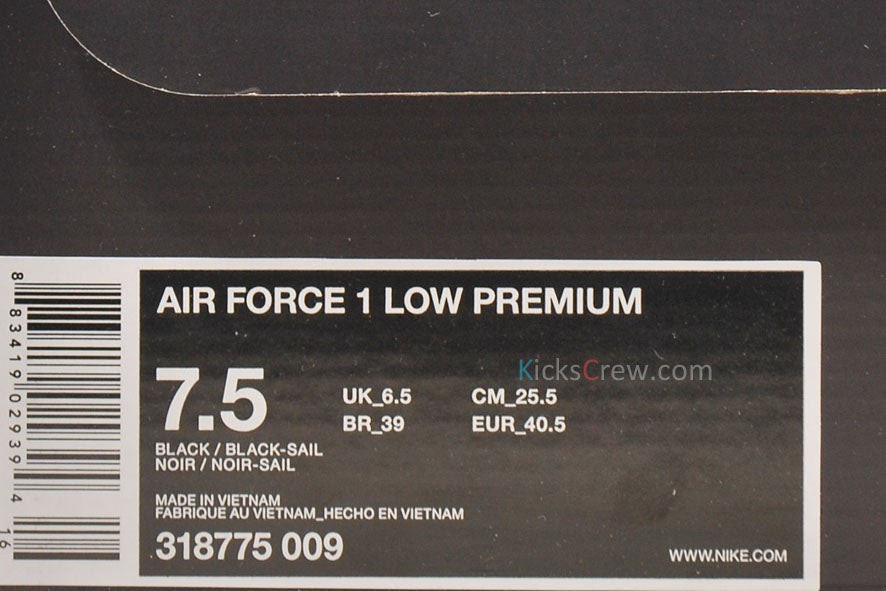 AIR FORCE 1 LOW PREMIUM
KicksCrew.com
7.5
UK_6.5 CM_25.5
BR_39 EUR_40.5
BLACK / BLACK-SAIL
NOIR / NOIR-SAIL
MADE IN VIETNAM
FABRIQUE AU VIETNAM_HECHO EN VIETNAM
318775 009
WWW.NIKE.COM
8 83419 02939 4 16